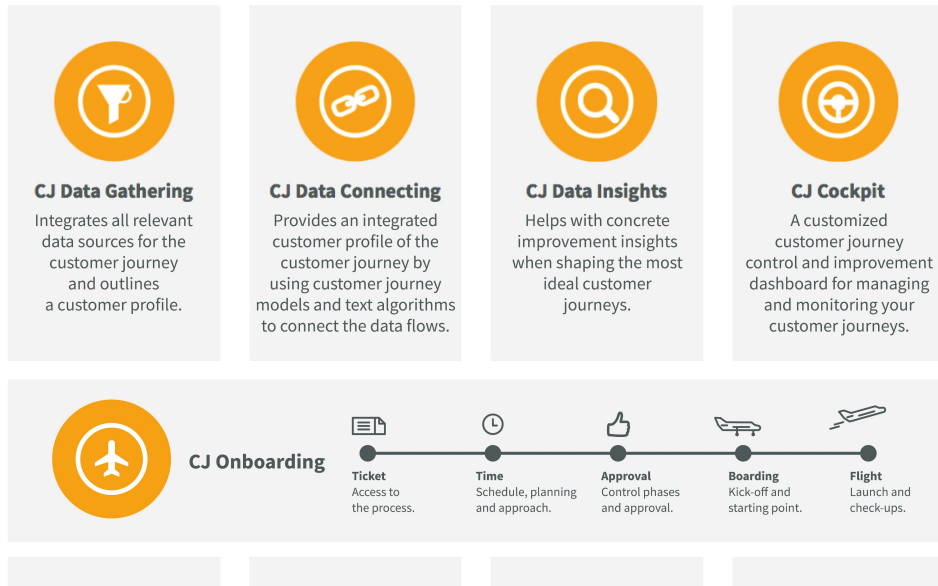 CJ Data Gathering
Integrates all relevant
data sources for the
customer journey
and outlines
a customer profile.
CJ Data Connecting
Provides an integrated
customer profile of the
customer journey by
using customer journey
models and text algorithms
to connect the data flows.
CJ Data Insights
Helps with concrete
improvement insights
when shaping the most
ideal customer
journeys.
CJ Cockpit
A customized
customer journey
control and improvement
dashboard for managing
and monitoring your
customer journeys.
CJ Onboarding
Ticket
Access to
the process.
Time
Schedule, planning
and approach.
Approval
Control phases
and approval.
Boarding
Kick-off and
starting point.
Flight
Launch and
check-ups.